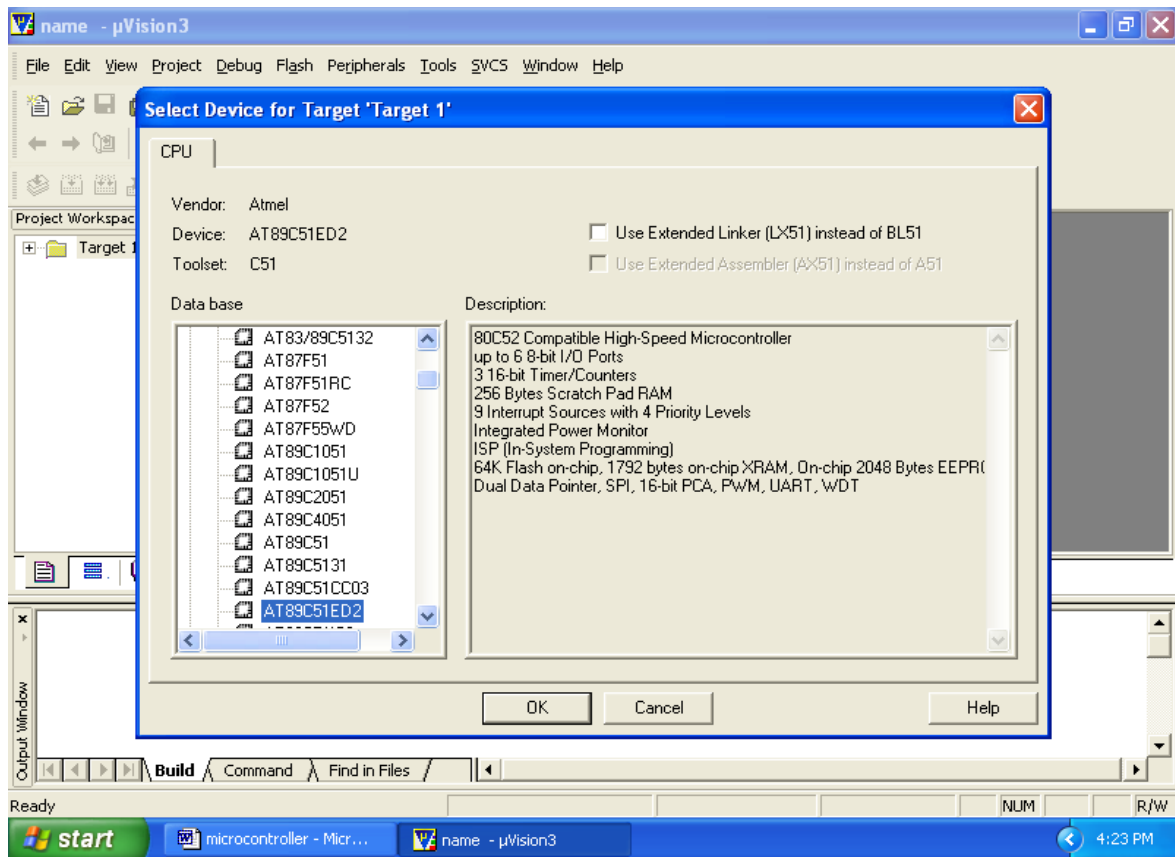 name - µVision3
File Edit View Project Debug Flash Peripherals Tools SVCS Window Help
Select Device for Target 'Target 1'
CPU
Vendor: Atmel
Device: AT89C51ED2
Toolset: C51
Use Extended Linker (LX51) instead of BL51
Use Extended Assembler (AX51) instead of A51
Project Workspac
Target 1
Data base
AT83/89C5132
AT87F51
AT87F51RC
AT87F52
AT87F55WD
AT89C1051
AT89C1051U
AT89C2051
AT89C4051
AT89C51
AT89C5131
AT89C51CC03
AT89C51ED2
Description:
80C52 Compatible High-Speed Microcontroller
up to 6 8-bit I/O Ports
3 16-bit Timer/Counters
256 Bytes Scratch Pad RAM
9 Interrupt Sources with 4 Priority Levels
Integrated Power Monitor
ISP (In-System Programming)
64K Flash on-chip, 1792 bytes on-chip XRAM, On-chip 2048 Bytes EEPR(
Dual Data Pointer, SPI, 16-bit PCA, PWM, UART, WDT
OK Cancel Help
Output Window
Build Command Find in Files
Ready NUM R/W
start microcontroller - Micr... name - µVision3 4:23 PM